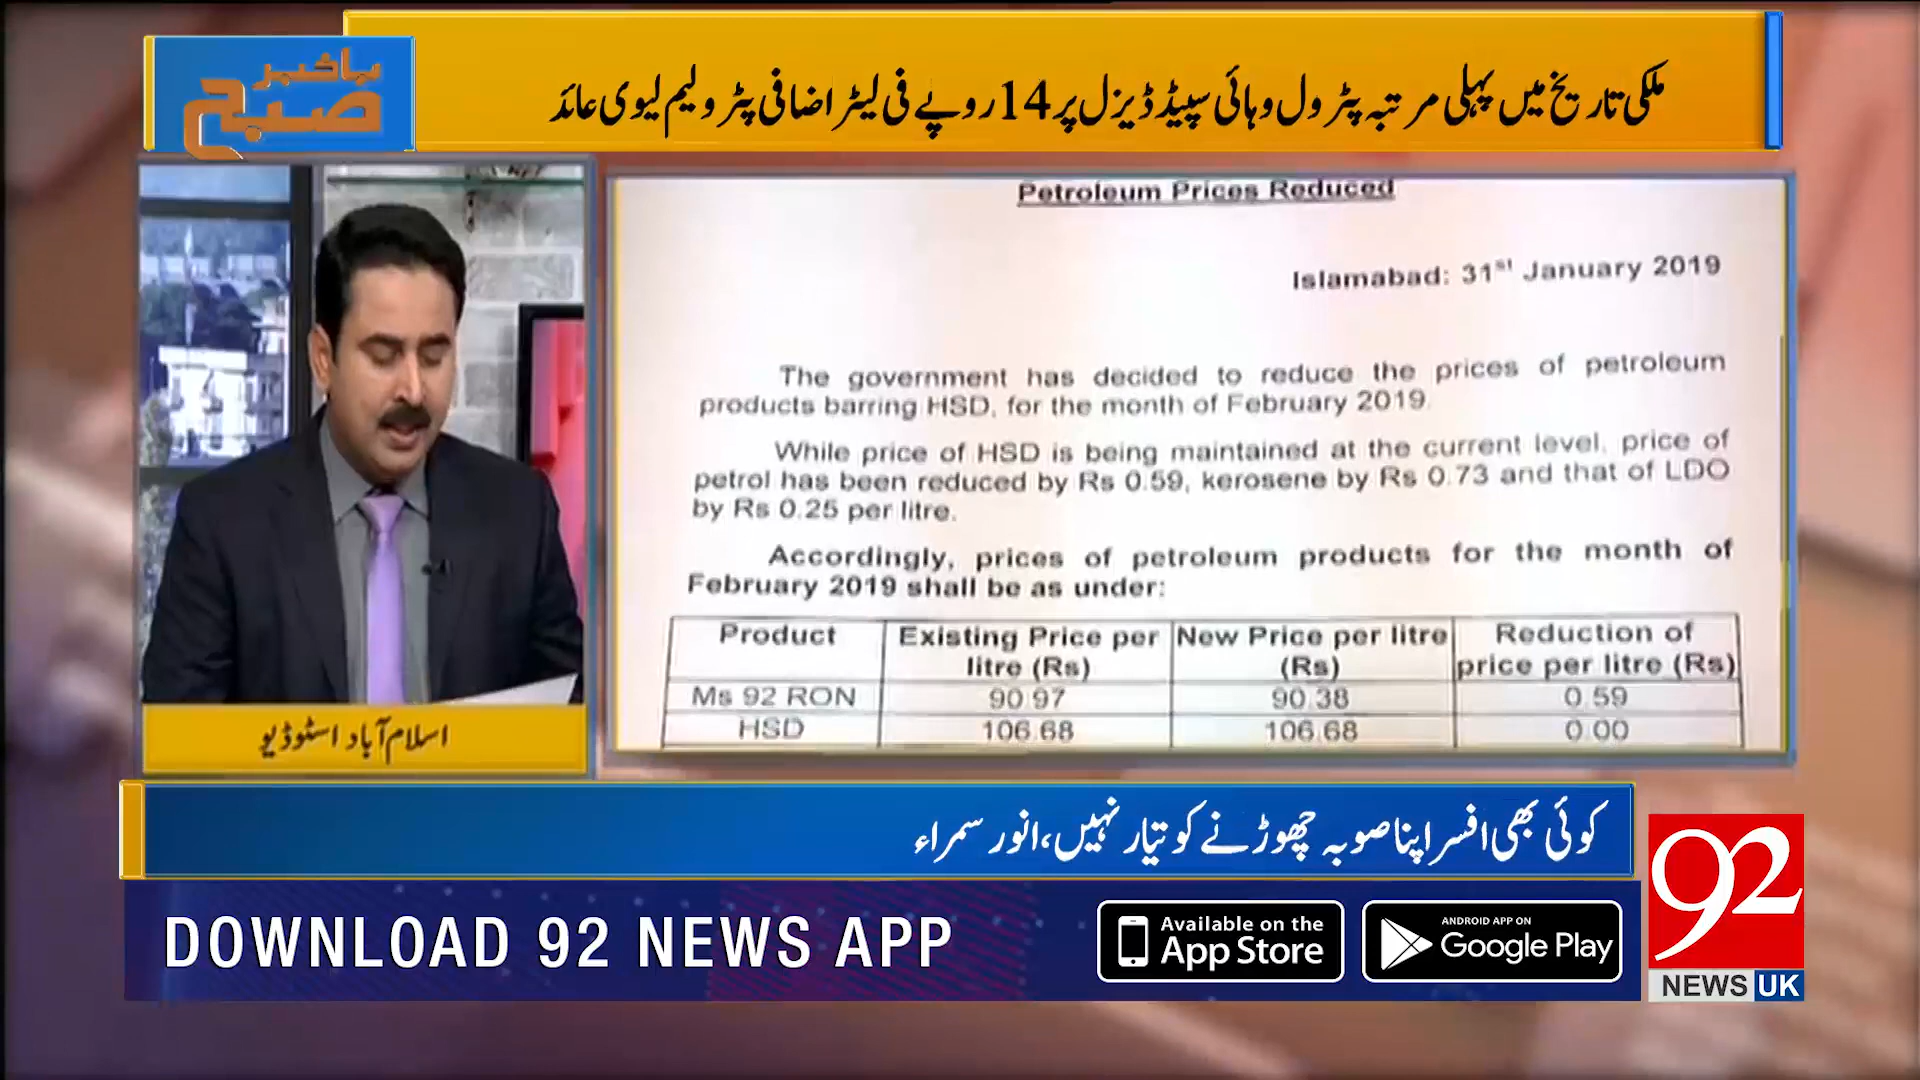 باخبر
صبح
ملکی تاریخ میں پہلی مرتبہ پٹرول وہائی سپیڈ ڈیزل پر 14 روپے فی لیٹر اضافی پٹرولیم لیوی عائد
Petroleum Prices Reduced
Islamabad: 31st January 2019
The government has decided to reduce the prices of petroleum
products barring HSD, for the month of February 2019.
While price of HSD is being maintained at the current level, price of
petrol has been reduced by Rs 0.59, kerosene by Rs 0.73 and that of LDO
by Rs 0.25 per litre.
Accordingly, prices of petroleum products for the month of
February 2019 shall be as under:
Product Existing Price per litre (Rs) New Price per litre (Rs) Reduction of price per litre (Rs)
Ms 92 RON 90.97 90.38 0.59
HSD 106.68 106.68 0.00
اسلام آباد اسٹوڈیو
کوئی بھی افسر اپنا صوبہ چھوڑنے کو تیار نہیں، انور سمراء
DOWNLOAD 92 NEWS APP
Available on the
App Store
ANDROID APP ON
Google Play
92
NEWS UK